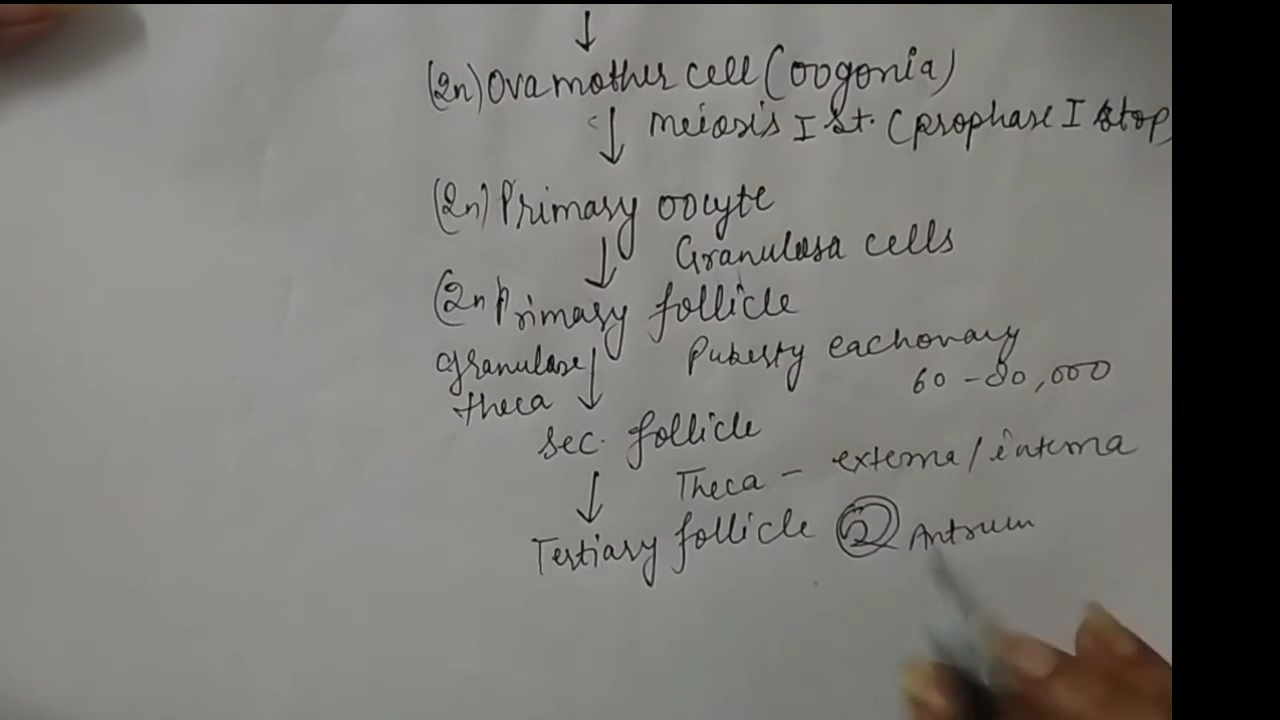 (2n) Ova mother cell (oogonia)
meiosis I St. (prophase I stop
(2n) Primary oocyte
Granulosa cells
(2n Primary follicle
granulose
theca
Puberty eachovary
60 - 80,000
Sec. follicle
Theca - externa/interna
Tertiary follicle
Antrum